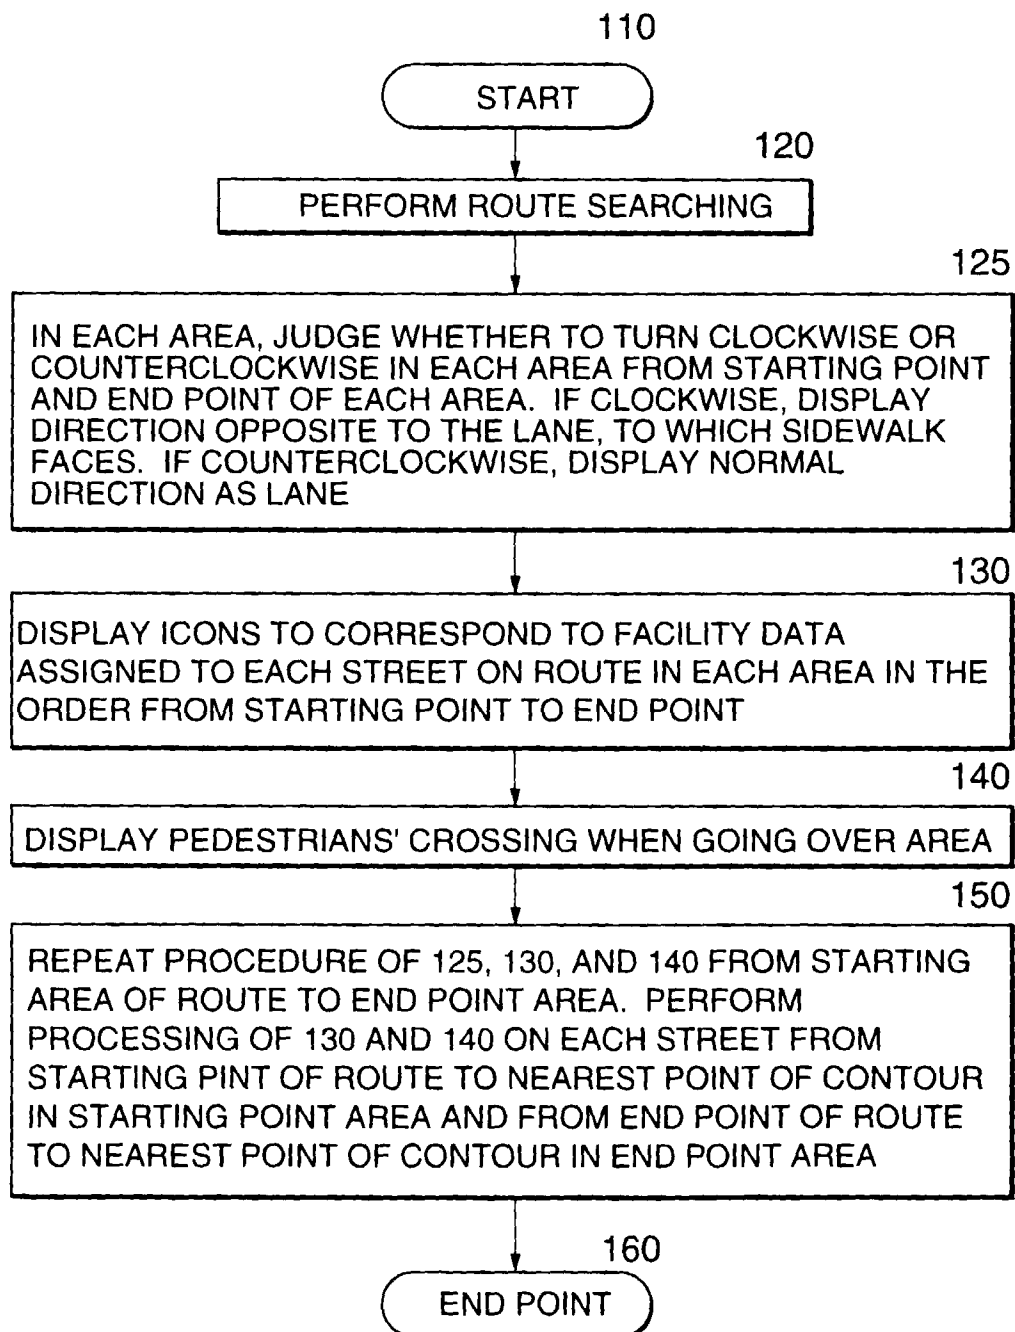 110
START
120
PERFORM ROUTE SEARCHING
125
IN EACH AREA, JUDGE WHETHER TO TURN CLOCKWISE OR
COUNTERCLOCKWISE IN EACH AREA FROM STARTING POINT
AND END POINT OF EACH AREA. IF CLOCKWISE, DISPLAY
DIRECTION OPPOSITE TO THE LANE, TO WHICH SIDEWALK
FACES. IF COUNTERCLOCKWISE, DISPLAY NORMAL
DIRECTION AS LANE
130
DISPLAY ICONS TO CORRESPOND TO FACILITY DATA
ASSIGNED TO EACH STREET ON ROUTE IN EACH AREA IN THE
ORDER FROM STARTING POINT TO END POINT
140
DISPLAY PEDESTRIANS' CROSSING WHEN GOING OVER AREA
150
REPEAT PROCEDURE OF 125, 130, AND 140 FROM STARTING
AREA OF ROUTE TO END POINT AREA. PERFORM
PROCESSING OF 130 AND 140 ON EACH STREET FROM
STARTING PINT OF ROUTE TO NEAREST POINT OF CONTOUR
IN STARTING POINT AREA AND FROM END POINT OF ROUTE
TO NEAREST POINT OF CONTOUR IN END POINT AREA
160
END POINT